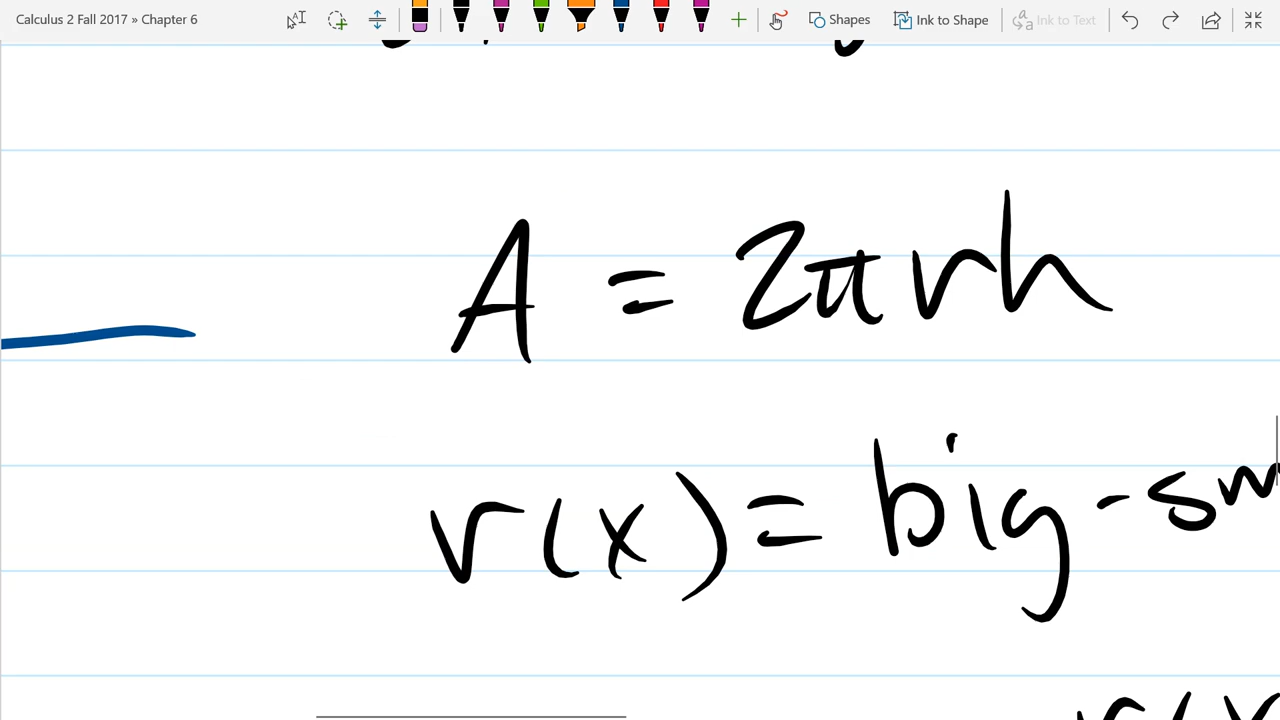 Calculus 2 Fall 2017 » Chapter 6 Shapes Ink to Shape Ink to Text
A = 2πrh
r(x) = big - sm